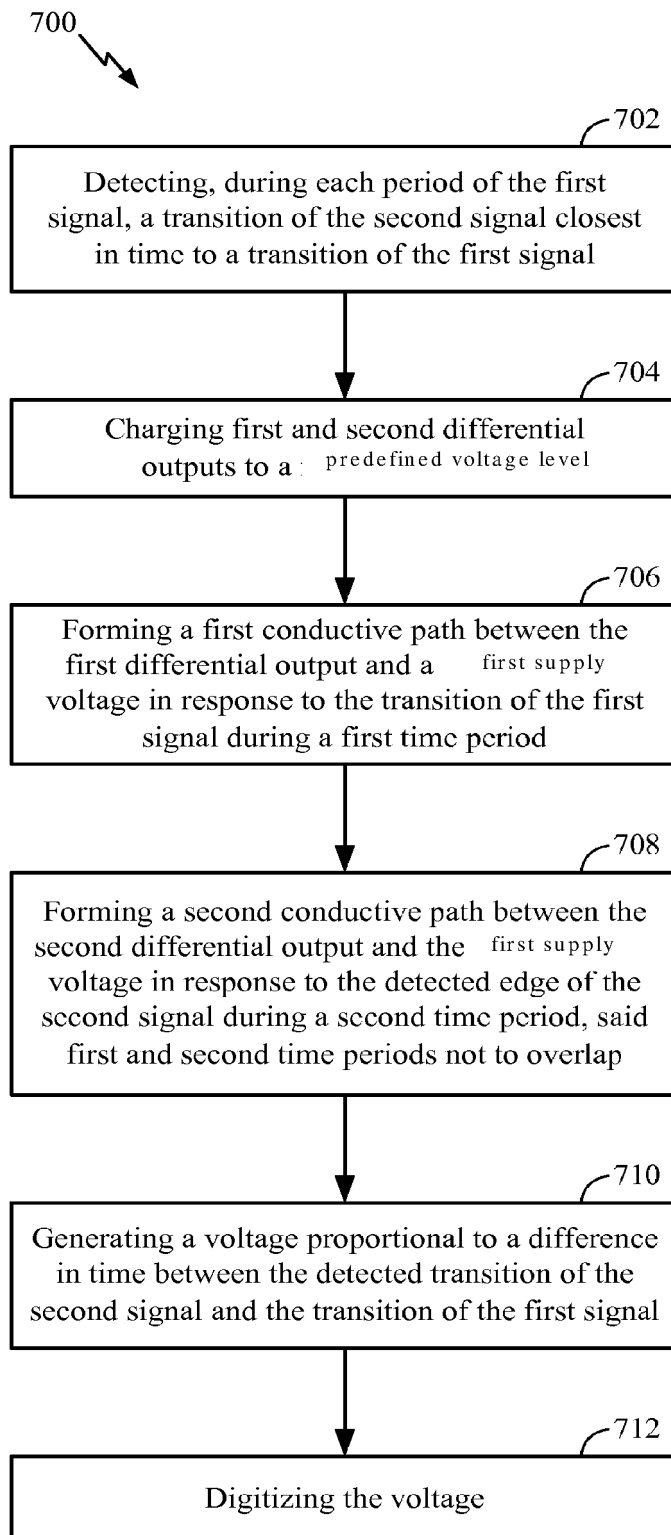 700
702
Detecting, during each period of the first
signal, a transition of the second signal closest
in time to a transition of the first signal
704
Charging first and second differential
outputs to a : predefined voltage level
706
Forming a first conductive path between the
first differential output and a first supply
voltage in response to the transition of the first
signal during a first time period
708
Forming a second conductive path between the
second differential output and the first supply
voltage in response to the detected edge of the
second signal during a second time period, said
first and second time periods not to overlap
710
Generating a voltage proportional to a difference
in time between the detected transition of the
second signal and the transition of the first signal
712
Digitizing the voltage